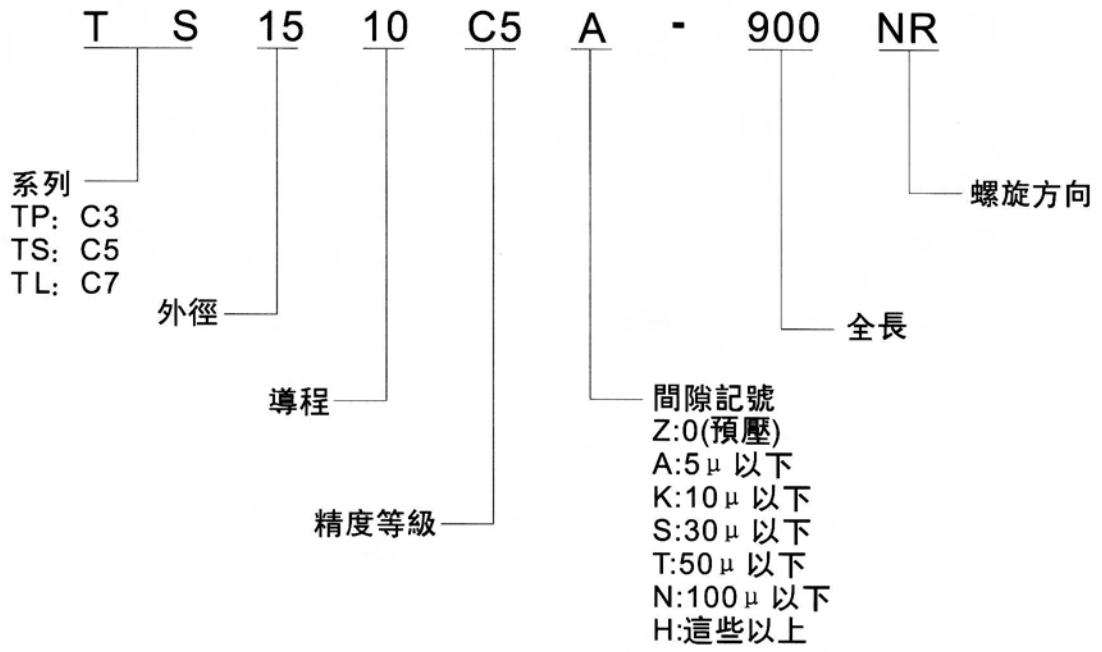 T S 15 10 C5 A - 900 NR
系列
TP: C3
TS: C5
TL: C7
螺旋方向
外徑
全長
導程
間隙記號
Z:0(預壓)
A:5μ 以下
K:10μ 以下
S:30μ 以下
T:50μ 以下
N:100μ 以下
H:這些以上
精度等級